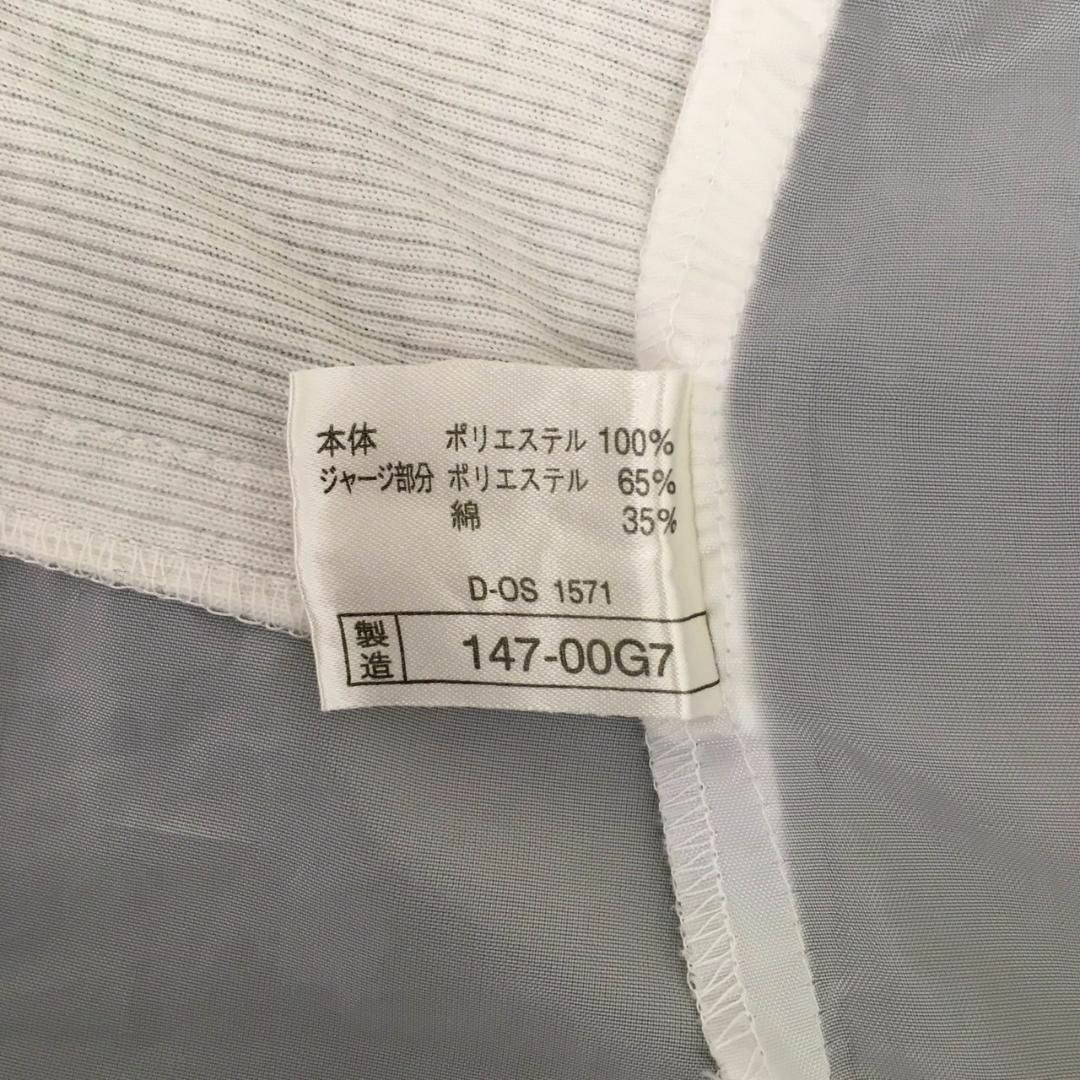 本体 ポリエステル 100%
ジャージ部分 ポリエステル 65%
綿 35%
D-OS 1571
製造 147-00G7